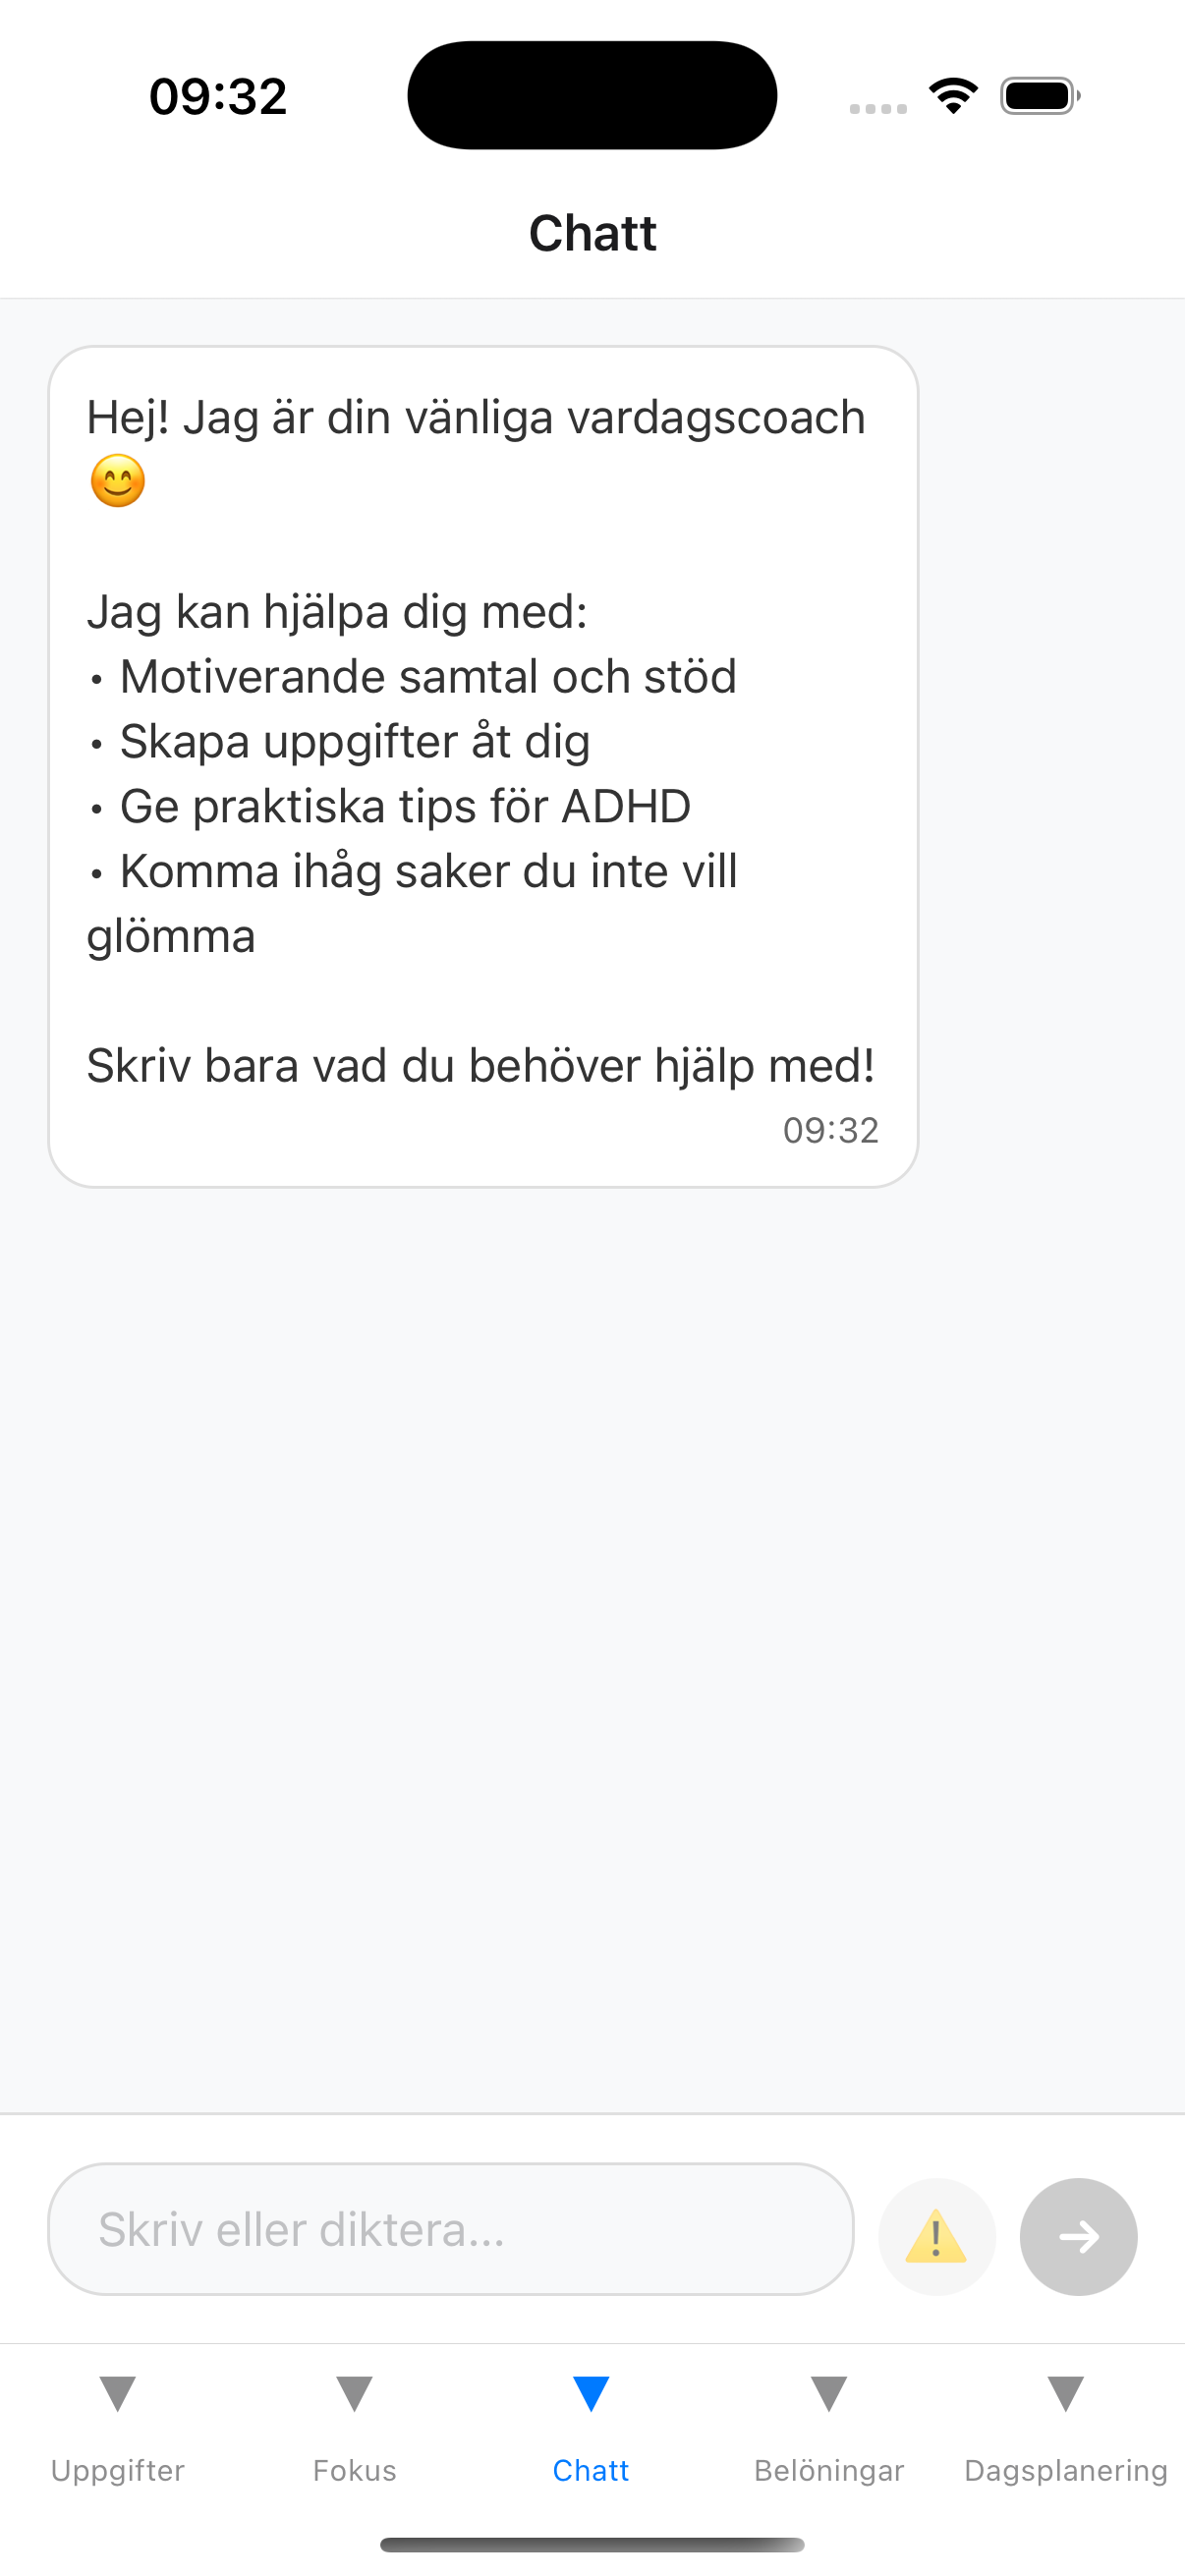 09:32
Chatt
Hej! Jag är din vänliga vardagscoach
😊
Jag kan hjälpa dig med:
• Motiverande samtal och stöd
• Skapa uppgifter åt dig
• Ge praktiska tips för ADHD
• Komma ihåg saker du inte vill
glömma
Skriv bara vad du behöver hjälp med!
09:32
Skriv eller diktera...
Uppgifter
Fokus
Chatt
Belöningar
Dagsplanering